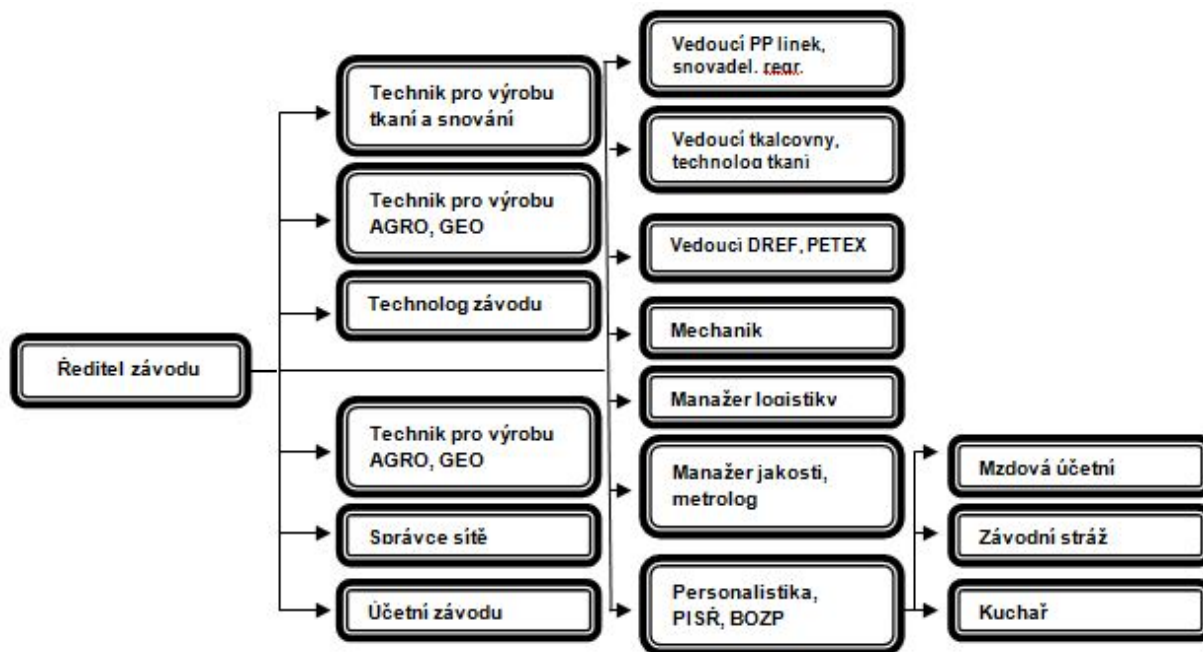 Ředitel závodu
Technik pro výrobu
tkaní a snování
Technik pro výrobu
AGRO, GEO
Technolog závodu
Technik pro výrobu
AGRO, GEO
Správce sítě
Účetní závodu
Vedoucí PP linek,
snovadel. regr.
Vedoucí tkalcovny,
technolog tkaní
Vedoucí DREF, PETEX
Mechanik
Manažer logistiky
Manažer jakosti,
metrolog
Personalistika,
PISŘ, BOZP
Mzdová účetní
Závodní stráž
Kuchař